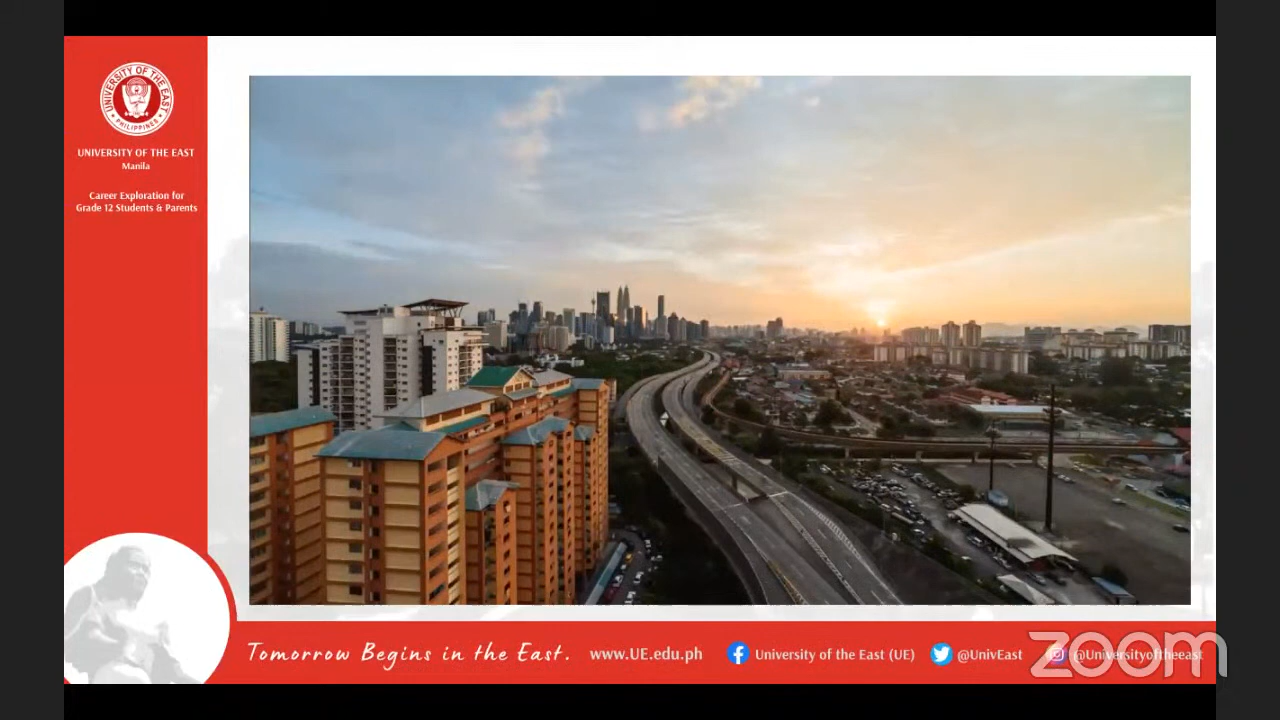 UNIVERSITY OF THE EAST
PHILIPPINES
UNIVERSITY OF THE EAST
Manila
Career Exploration for
Grade 12 Students & Parents
Tomorrow Begins in the East. www.UE.edu.ph University of the East (UE) @UnivEast @Universityoftheeast
zoom